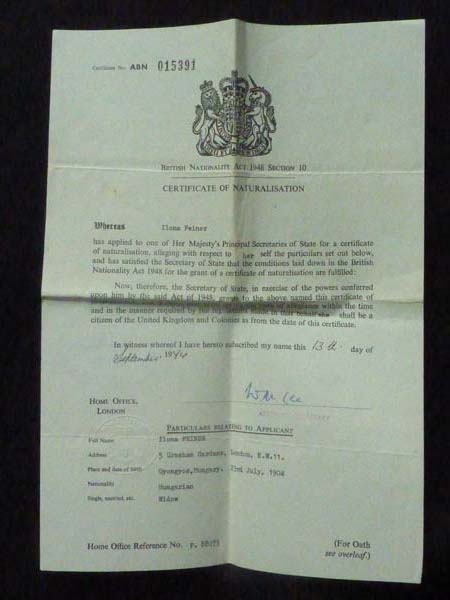 Certificate No. ABN 015391
BRITISH NATIONALITY ACT 1948 SECTION 10
CERTIFICATE OF NATURALISATION
Whereas Ilona Feiner
has applied to one of Her Majesty's Principal Secretaries of State for a certificate
of naturalisation, alleging with respect to her self the particulars set out below,
and has satisfied the Secretary of State that the conditions laid down in the British
Nationality Act 1948 for the grant of a certificate of naturalisation are fulfilled:
Now, therefore, the Secretary of State, in exercise of the powers conferred
upon him by the said Act of 1948, grants to the above named this certificate of
of allegiance within the time
and in the manner required by the regulations made in that behalf she shall be a
citizen of the United Kingdom and Colonies as from the date of this certificate.
In witness whereof I have hereto subscribed my name this 13th day of
September
HOME OFFICE,
LONDON
PARTICULARS RELATING TO APPLICANT
Full Name Ilona FEINER
Address 5 Gresham Gardens, London, N.W.11.
Place and date of birth Gyongyos, Hungary. 23rd July, 1904
Nationality Hungarian
Single, married, etc. Widow
Home Office Reference No.
(For Oath
see overleaf.)